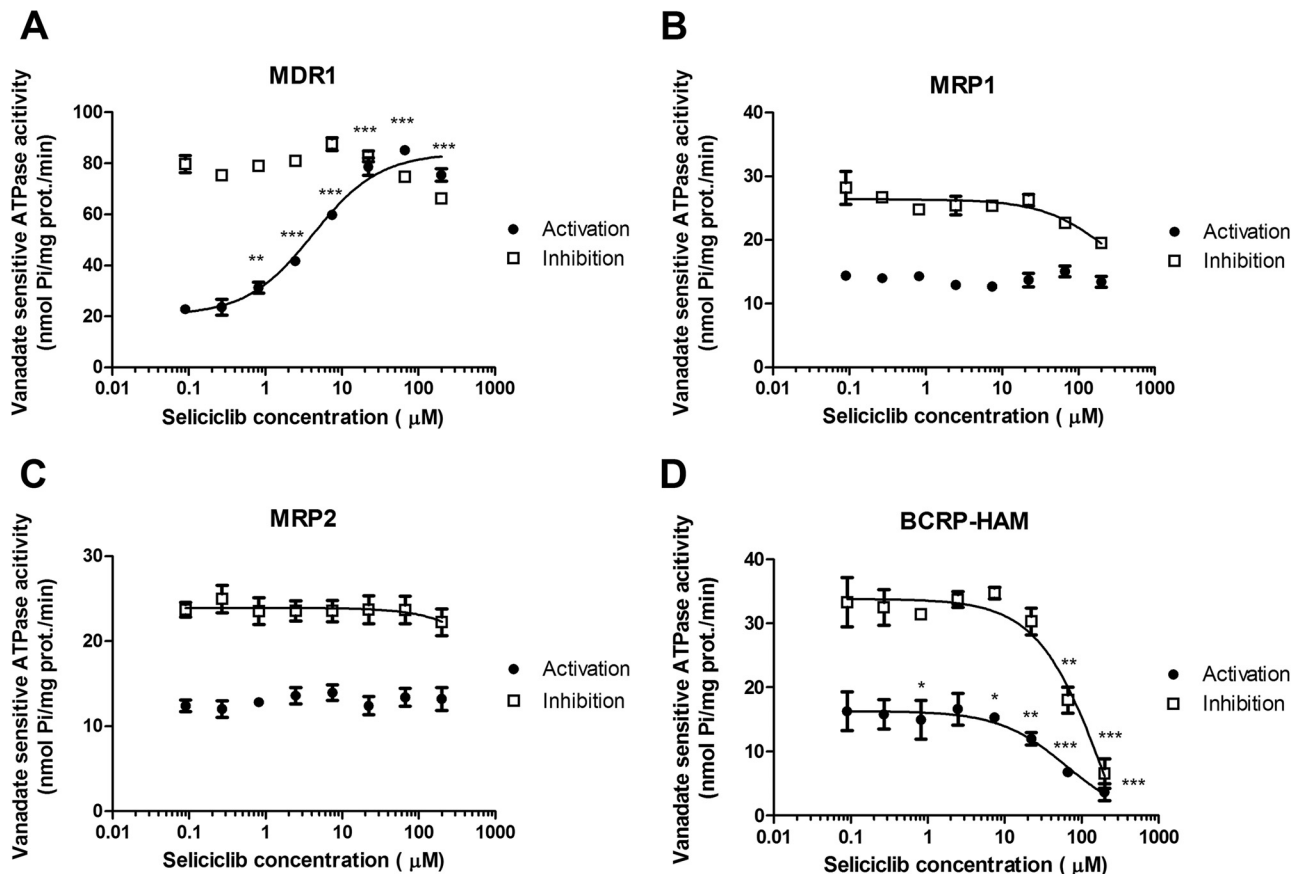 A
MDR1
Vanadate sensitive ATPase acitivity
(nmol Pi/mg prot./min)
100
80
60
40
20
0
** *** *** *** *** ***
0.01 0.1 1 10 100 1000
Seliciclib concentration ( μM)
Activation
Inhibition
B
MRP1
Vanadate sensitive ATPase acitivity
(nmol Pi/mg prot./min)
40
30
20
10
0
0.01 0.1 1 10 100 1000
Seliciclib concentration ( μM)
Activation
Inhibition
C
MRP2
Vanadate sensitive ATPase acitivity
(nmol Pi/mg prot./min)
30
20
10
0
0.01 0.1 1 10 100 1000
Seliciclib concentration ( μM)
Activation
Inhibition
D
BCRP-HAM
Vanadate sensitive ATPase acitivity
(nmol Pi/mg prot./min)
40
30
20
10
0
** ***
* * ** *** ***
0.01 0.1 1 10 100 1000
Seliciclib concentration ( μM)
Activation
Inhibition